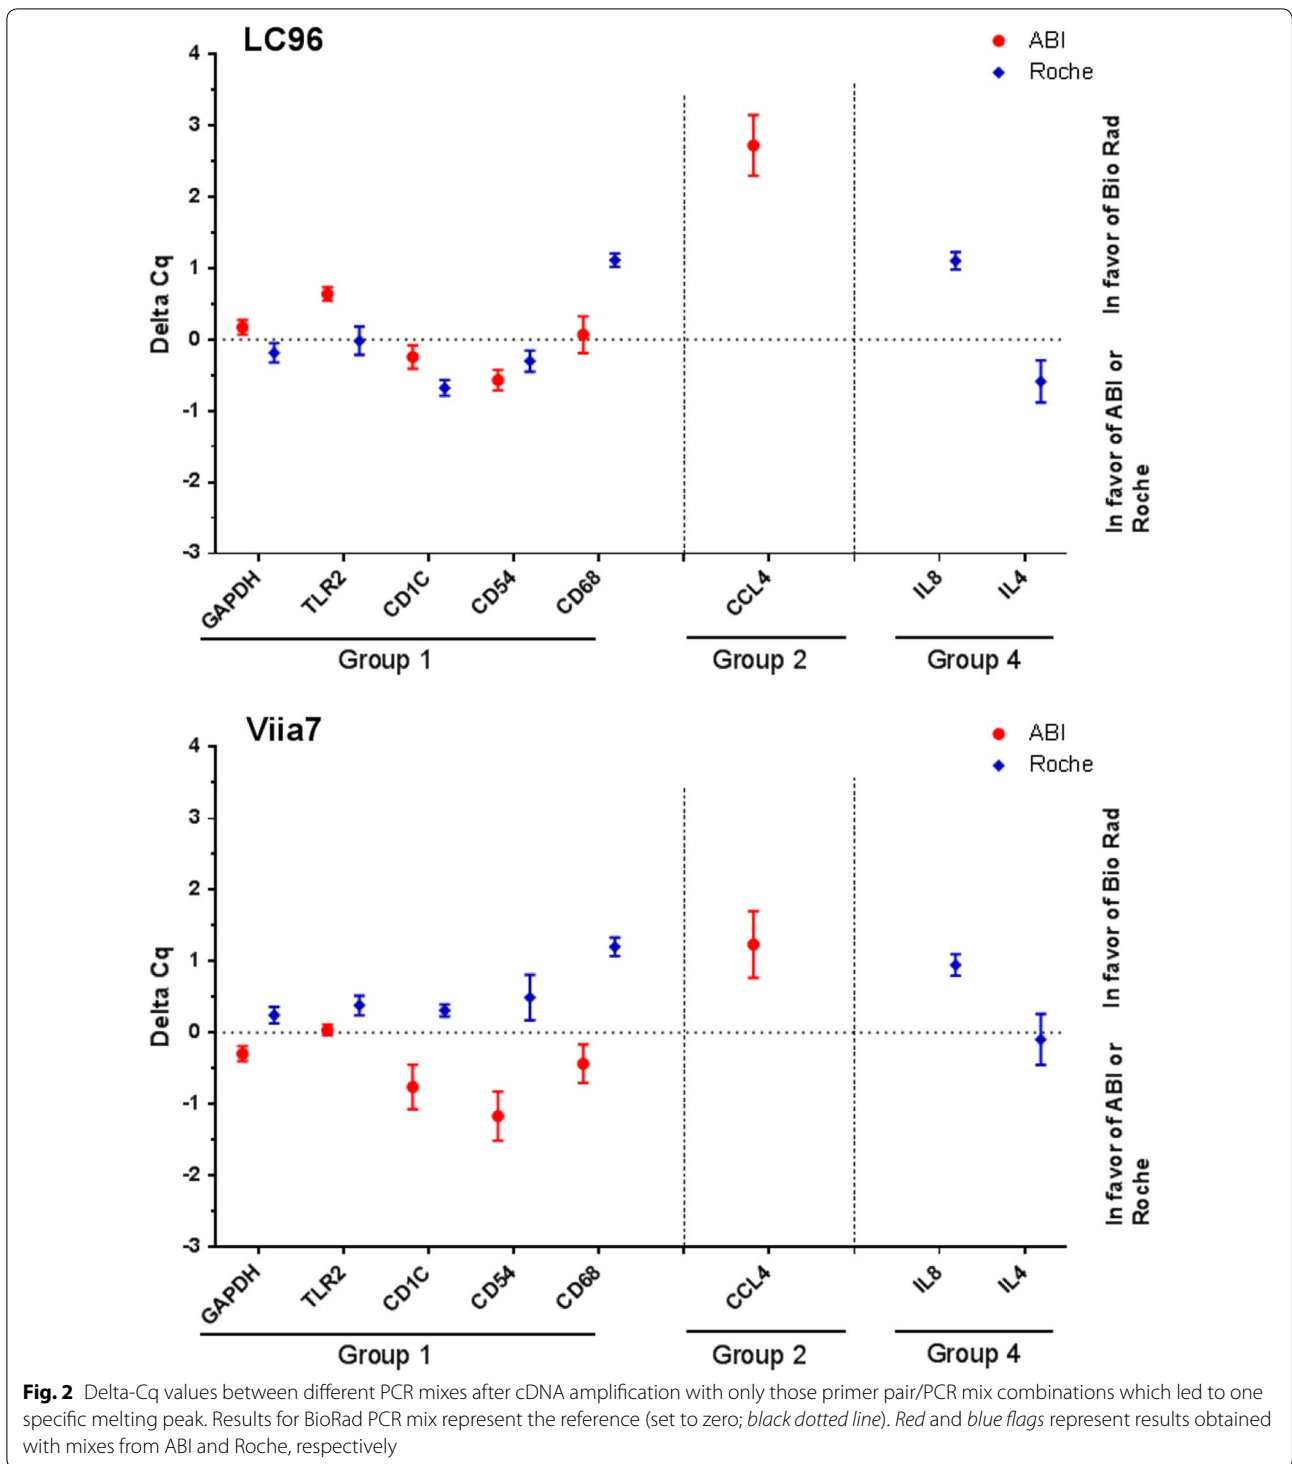 LC96
ABI
Roche
4
3
2
1
0
-1
-2
-3
Delta Cq
In favor of Bio Rad
In favor of ABI or
Roche
GAPDH
TLR2
CD1C
CD54
CD68
CCL4
IL8
IL4
Group 1
Group 2
Group 4
Viia7
ABI
Roche
4
3
2
1
0
-1
-2
-3
Delta Cq
In favor of Bio Rad
In favor of ABI or
Roche
GAPDH
TLR2
CD1C
CD54
CD68
CCL4
IL8
IL4
Group 1
Group 2
Group 4
Fig. 2 Delta-Cq values between different PCR mixes after cDNA amplification with only those primer pair/PCR mix combinations which led to one
specific melting peak. Results for BioRad PCR mix represent the reference (set to zero; black dotted line). Red and blue flags represent results obtained
with mixes from ABI and Roche, respectively